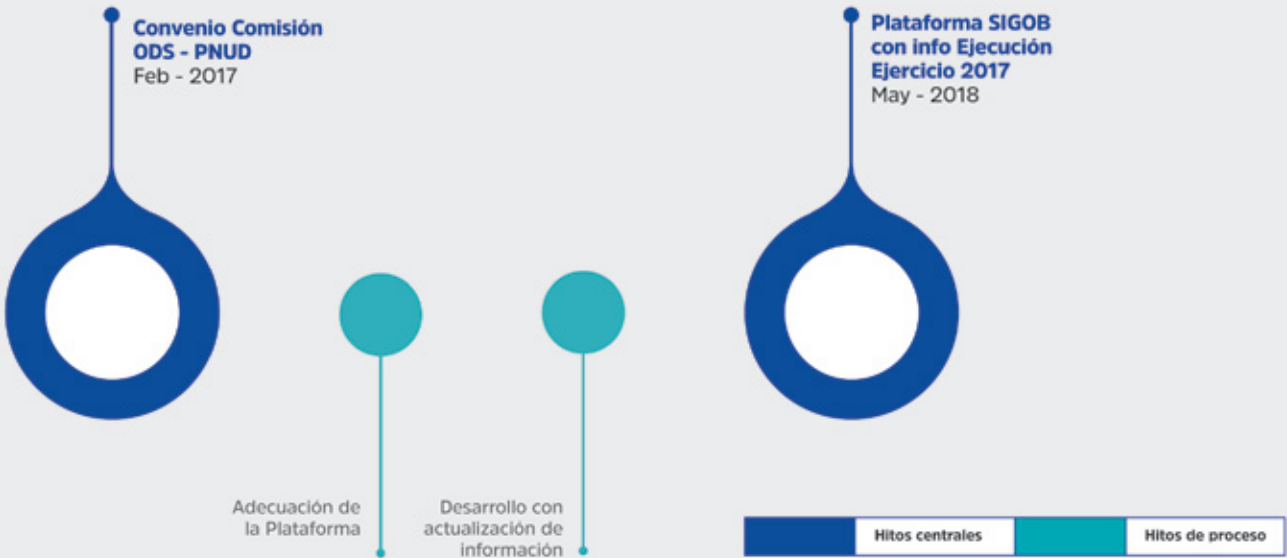 Convenio Comisión
ODS - PNUD
Feb - 2017
Plataforma SIGOB
con info Ejecución
Ejercicio 2017
May - 2018
Adecuación de
la Plataforma
Desarrollo con
actualización de
información
Hitos centrales
Hitos de proceso